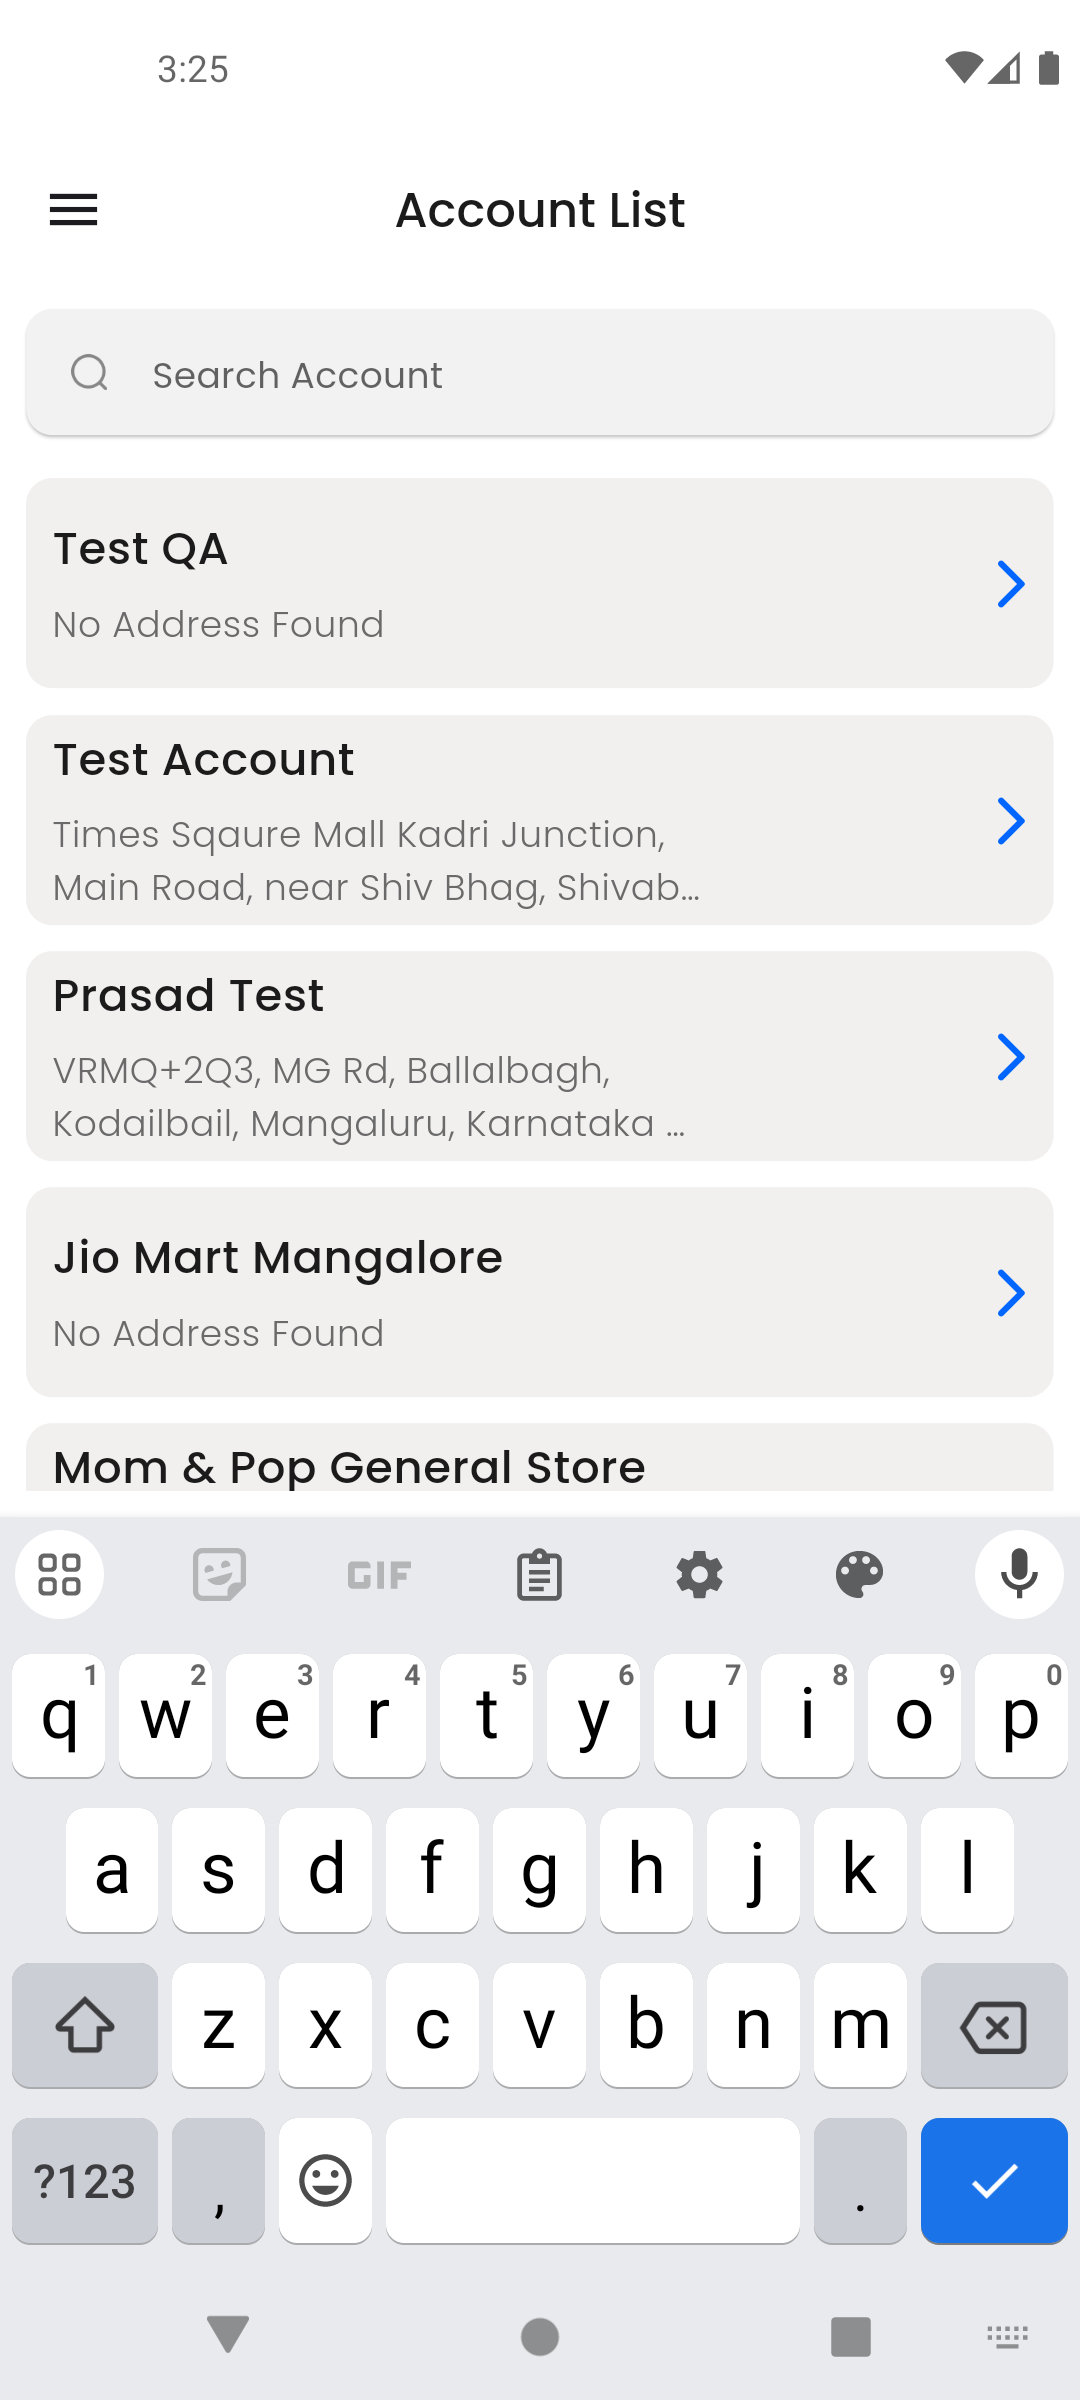 3:25
Account List
Search Account
Test QA
No Address Found
Test Account
Times Sqaure Mall Kadri Junction,
Main Road, near Shiv Bhag, Shivab...
Prasad Test
VRMQ+2Q3, MG Rd, Ballalbagh,
Kodailbail, Mangaluru, Karnataka ...
Jio Mart Mangalore
No Address Found
Mom & Pop General Store
GIF
q 1 w 2 e 3 r 4 t 5 y 6 u 7 i 8 o 9 p 0
a s d f g h j k l
z x c v b n m
?123 , .